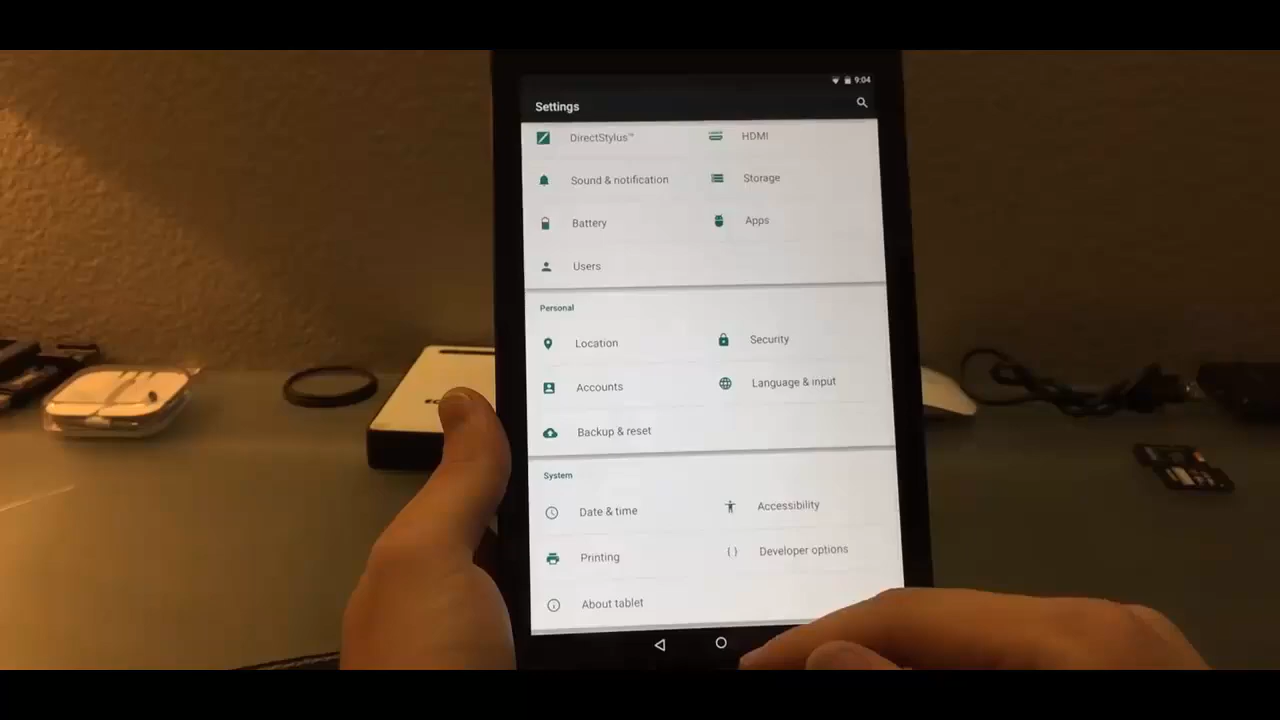 9:04
Settings
DirectStylus™
HDMI
Sound & notification
Storage
Battery
Apps
Users
Personal
Location
Security
Accounts
Language & input
Backup & reset
System
Date & time
Accessibility
Printing
{ } Developer options
About tablet